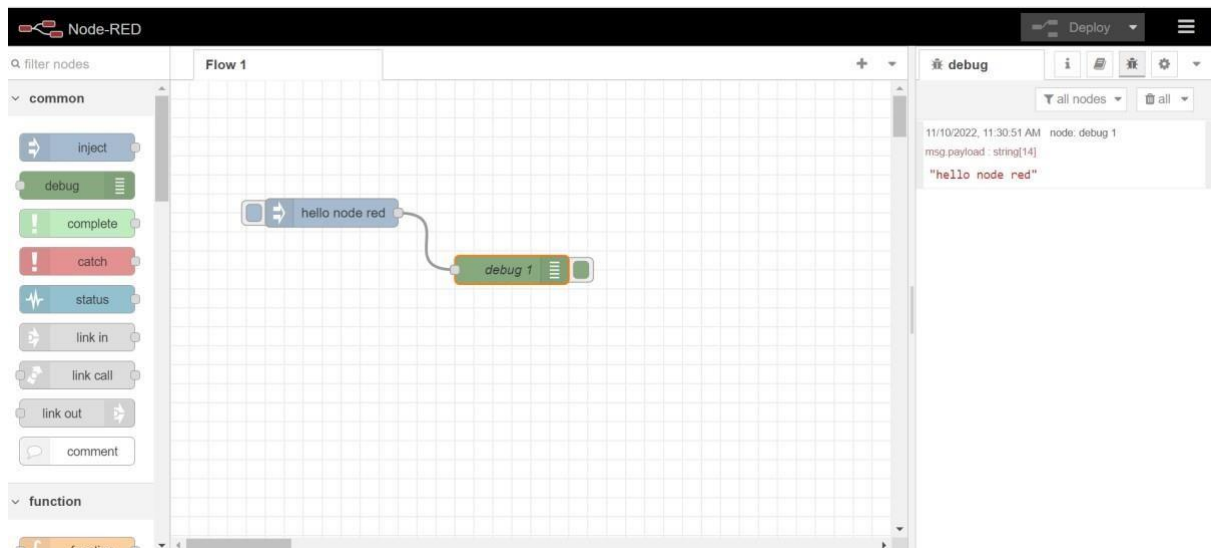 Node-RED
Deploy
filter nodes
Flow 1
debug
i
all nodes
all
common
inject
debug
complete
catch
status
link in
link call
link out
comment
function
hello node red
debug 1
11/10/2022, 11:30:51 AM node: debug 1
msg.payload : string[14]
"hello node red"